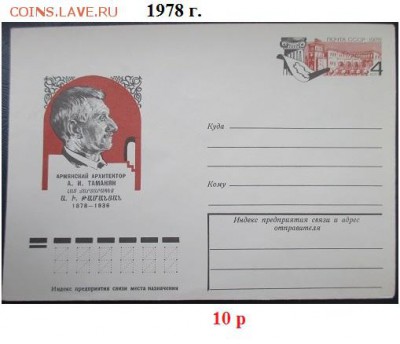 COINS.LAVE.RU
1978 г.
ПОЧТА СССР · 1978
4
АРМЯНСКИЙ АРХИТЕКТОР
А. И. ТАМАНЯН
Ա. Ի. ԹԱՄԱՆՅԱՆ
1878–1936
Куда
Кому
Индекс предприятия связи и адрес
отправителя
Индекс предприятия связи места назначения
10 р